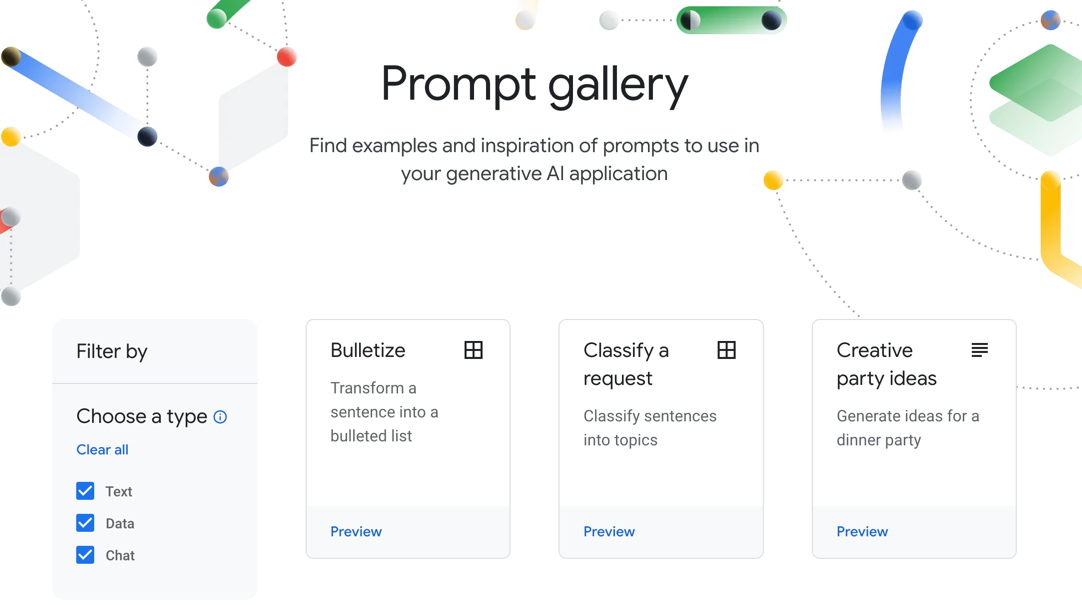 Prompt gallery
Find examples and inspiration of prompts to use in
your generative AI application
Filter by
Choose a type
Clear all
Text
Data
Chat
Bulletize
Transform a
sentence into a
bulleted list
Preview
Classify a
request
Classify sentences
into topics
Preview
Creative
party ideas
Generate ideas for a
dinner party
Preview